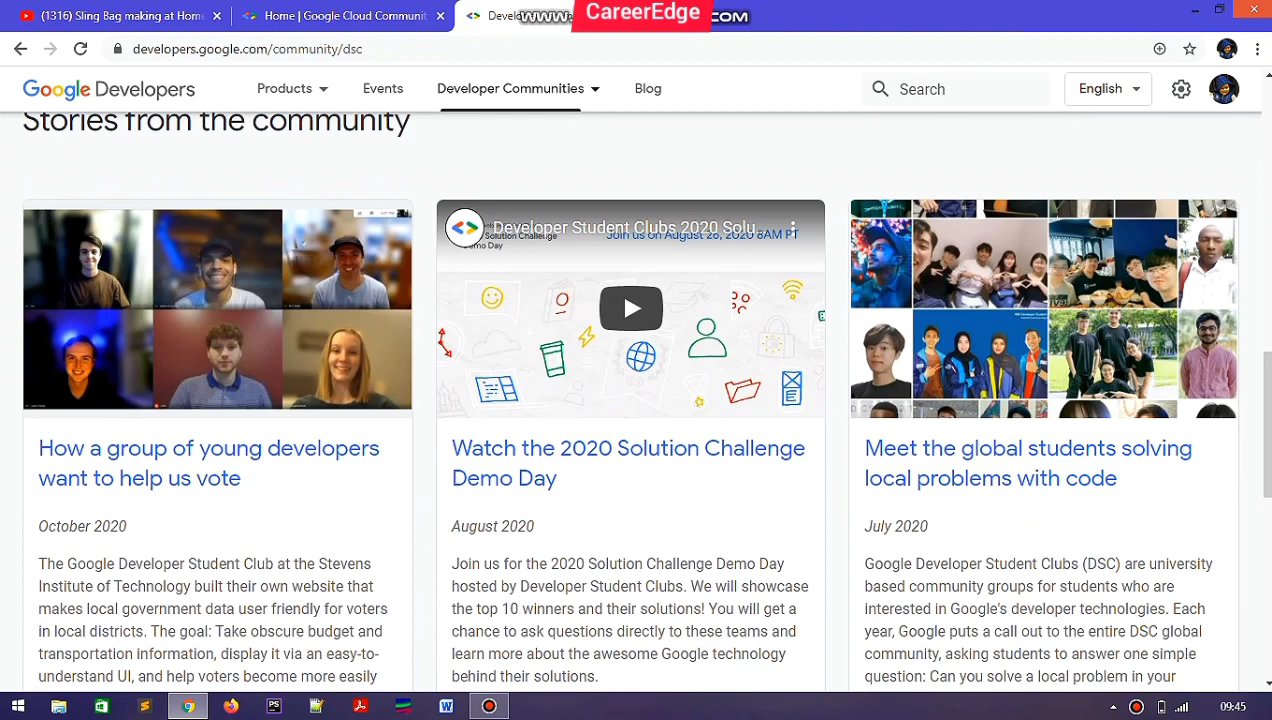 (1316) Sling Bag making at Home
Home | Google Cloud Communit
Develo
WWW.
CareerEdge
.COM
developers.google.com/community/dsc
Google Developers
Products
Events
Developer Communities
Blog
Search
English
Stories from the community
Developer Student Clubs 2020 Solu...
Solution Challenge
Demo Day
Join us on August 26, 2020 8AM PT
How a group of young developers
want to help us vote
October 2020
The Google Developer Student Club at the Stevens
Institute of Technology built their own website that
makes local government data user friendly for voters
in local districts. The goal: Take obscure budget and
transportation information, display it via an easy-to-
understand UI, and help voters become more easily
Watch the 2020 Solution Challenge
Demo Day
August 2020
Join us for the 2020 Solution Challenge Demo Day
hosted by Developer Student Clubs. We will showcase
the top 10 winners and their solutions! You will get a
chance to ask questions directly to these teams and
learn more about the awesome Google technology
behind their solutions.
Meet the global students solving
local problems with code
July 2020
Google Developer Student Clubs (DSC) are university
based community groups for students who are
interested in Google's developer technologies. Each
year, Google puts a call out to the entire DSC global
community, asking students to answer one simple
question: Can you solve a local problem in your
PS
W
09:45